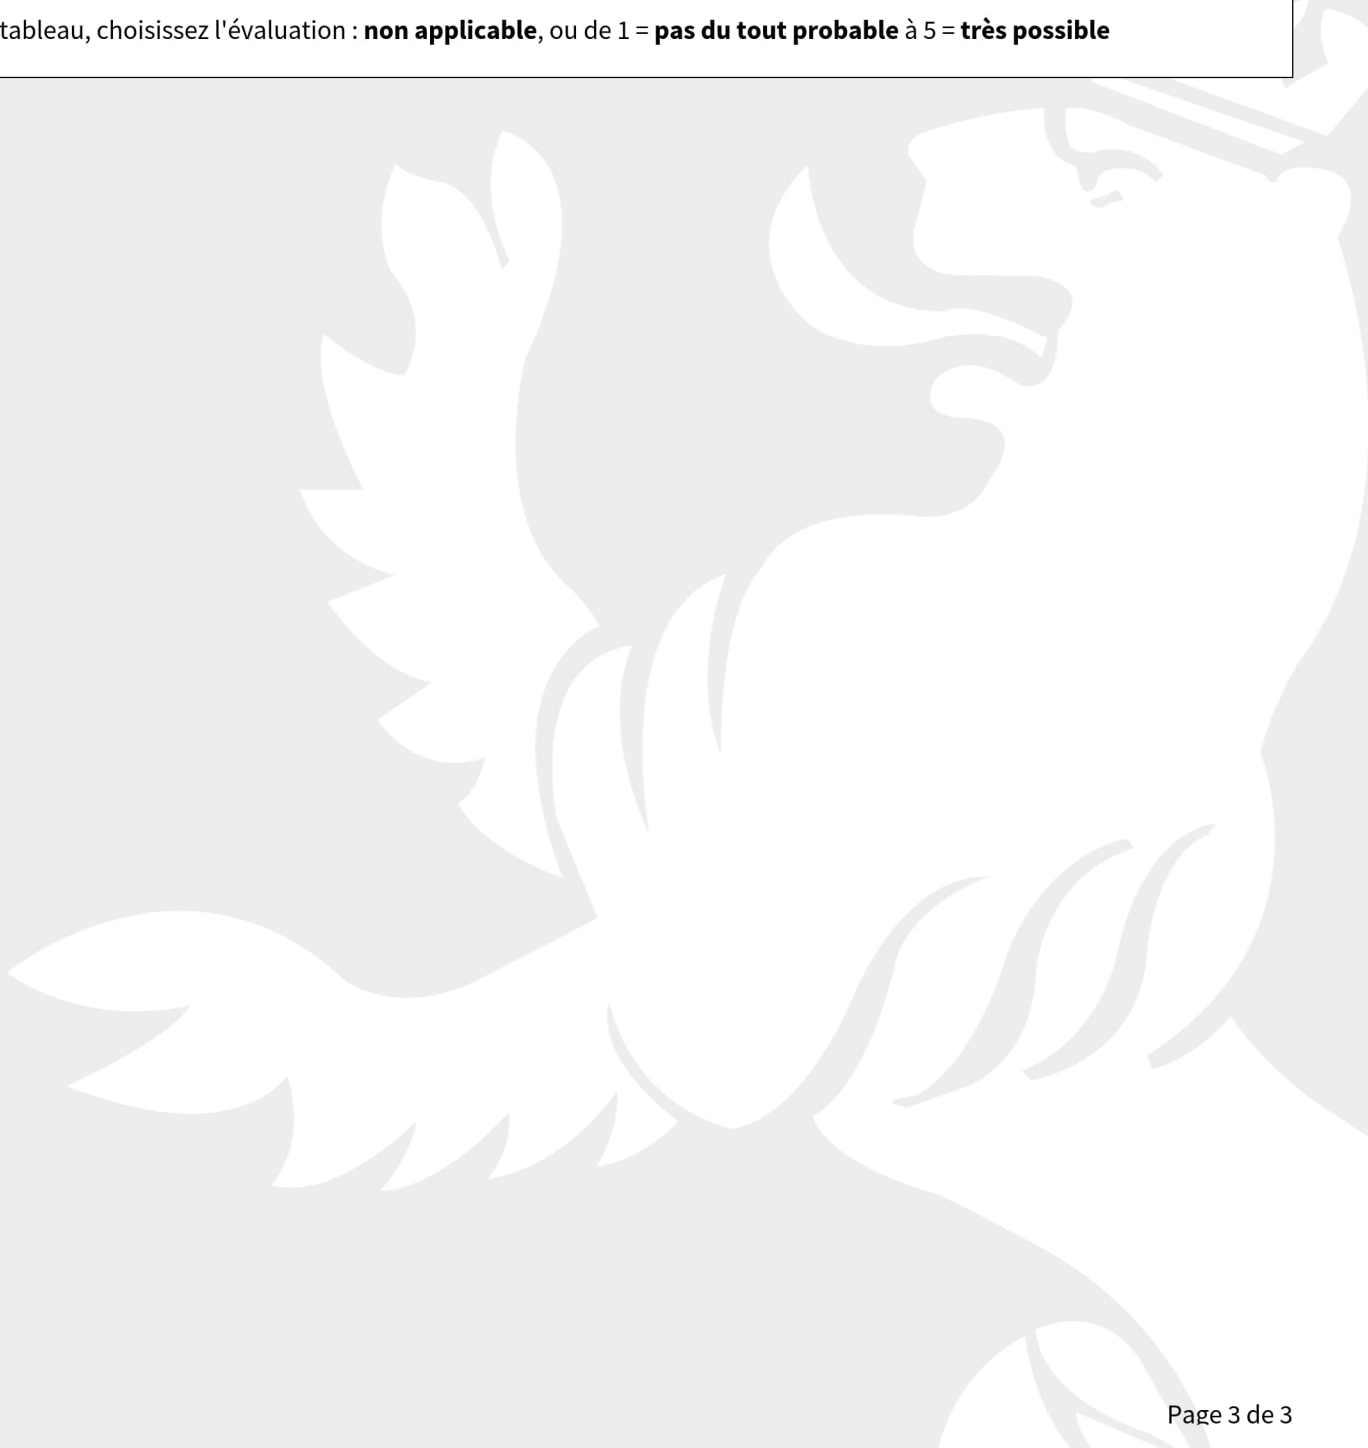 tableau, choisissez l'évaluation : non applicable, ou de 1 = pas du tout probable à 5 = très possible
Page 3 de 3